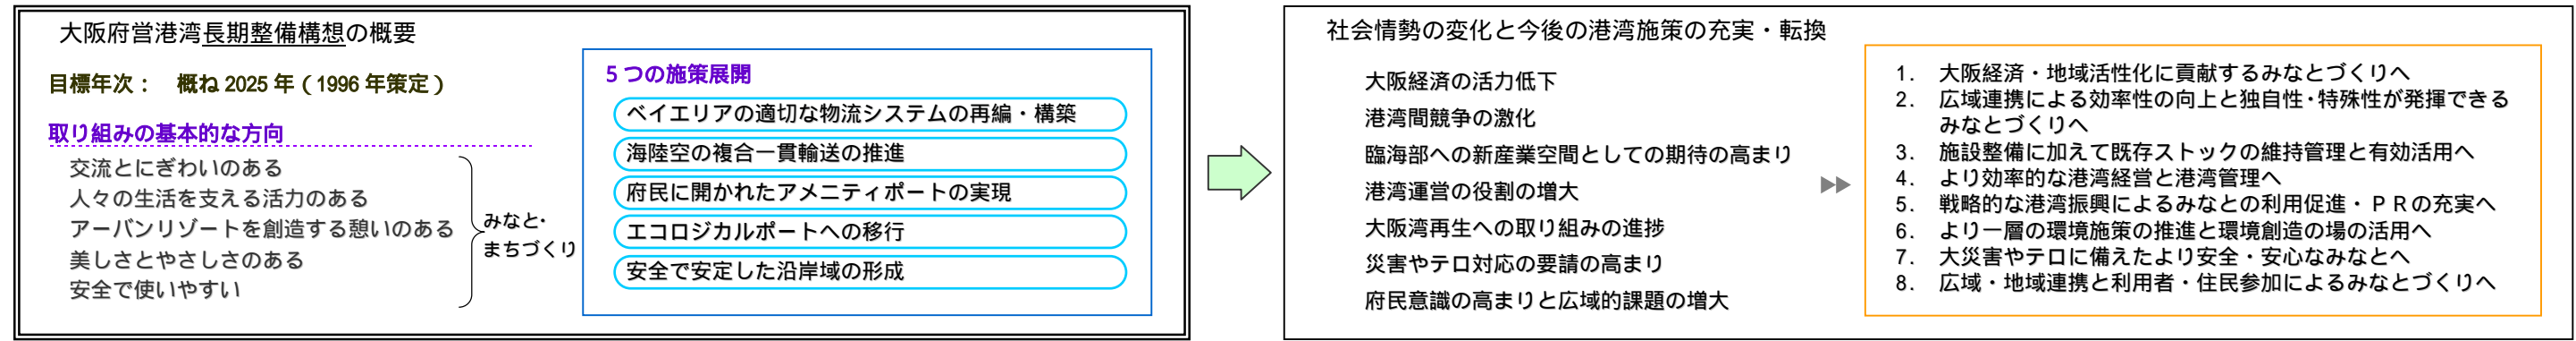 大阪府営港湾長期整備構想の概要
目標年次： 概ね 2025 年（1996 年策定）
取り組みの基本的な方向
交流とにぎわいのある
人々の生活を支える活力のある
アーバンリゾートを創造する憩いのある
美しさとやさしさのある
安全で使いやすい
みなと・
まちづくり
5 つの施策展開
ベイエリアの適切な物流システムの再編・構築
海陸空の複合一貫輸送の推進
府民に開かれたアメニティポートの実現
エコロジカルポートへの移行
安全で安定した沿岸域の形成
社会情勢の変化と今後の港湾施策の充実・転換
大阪経済の活力低下
港湾間競争の激化
臨海部への新産業空間としての期待の高まり
港湾運営の役割の増大
大阪湾再生への取り組みの進捗
災害やテロ対応の要請の高まり
府民意識の高まりと広域的課題の増大
1. 大阪経済・地域活性化に貢献するみなとづくりへ
2. 広域連携による効率性の向上と独自性・特殊性が発揮できる
みなとづくりへ
3. 施設整備に加えて既存ストックの維持管理と有効活用へ
4. より効率的な港湾経営と港湾管理へ
5. 戦略的な港湾振興によるみなとの利用促進・ＰＲの充実へ
6. より一層の環境施策の推進と環境創造の場の活用へ
7. 大災害やテロに備えたより安全・安心なみなとへ
8. 広域・地域連携と利用者・住民参加によるみなとづくりへ